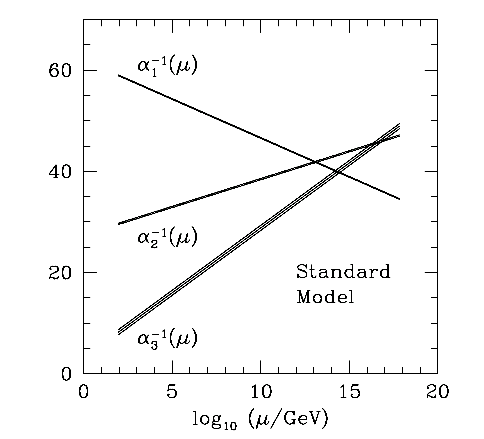 60
α₁⁻¹(μ)
40
α₂⁻¹(μ)
20
Standard
Model
α₃⁻¹(μ)
0
0 5 10 15 20
log₁₀ (μ/GeV)